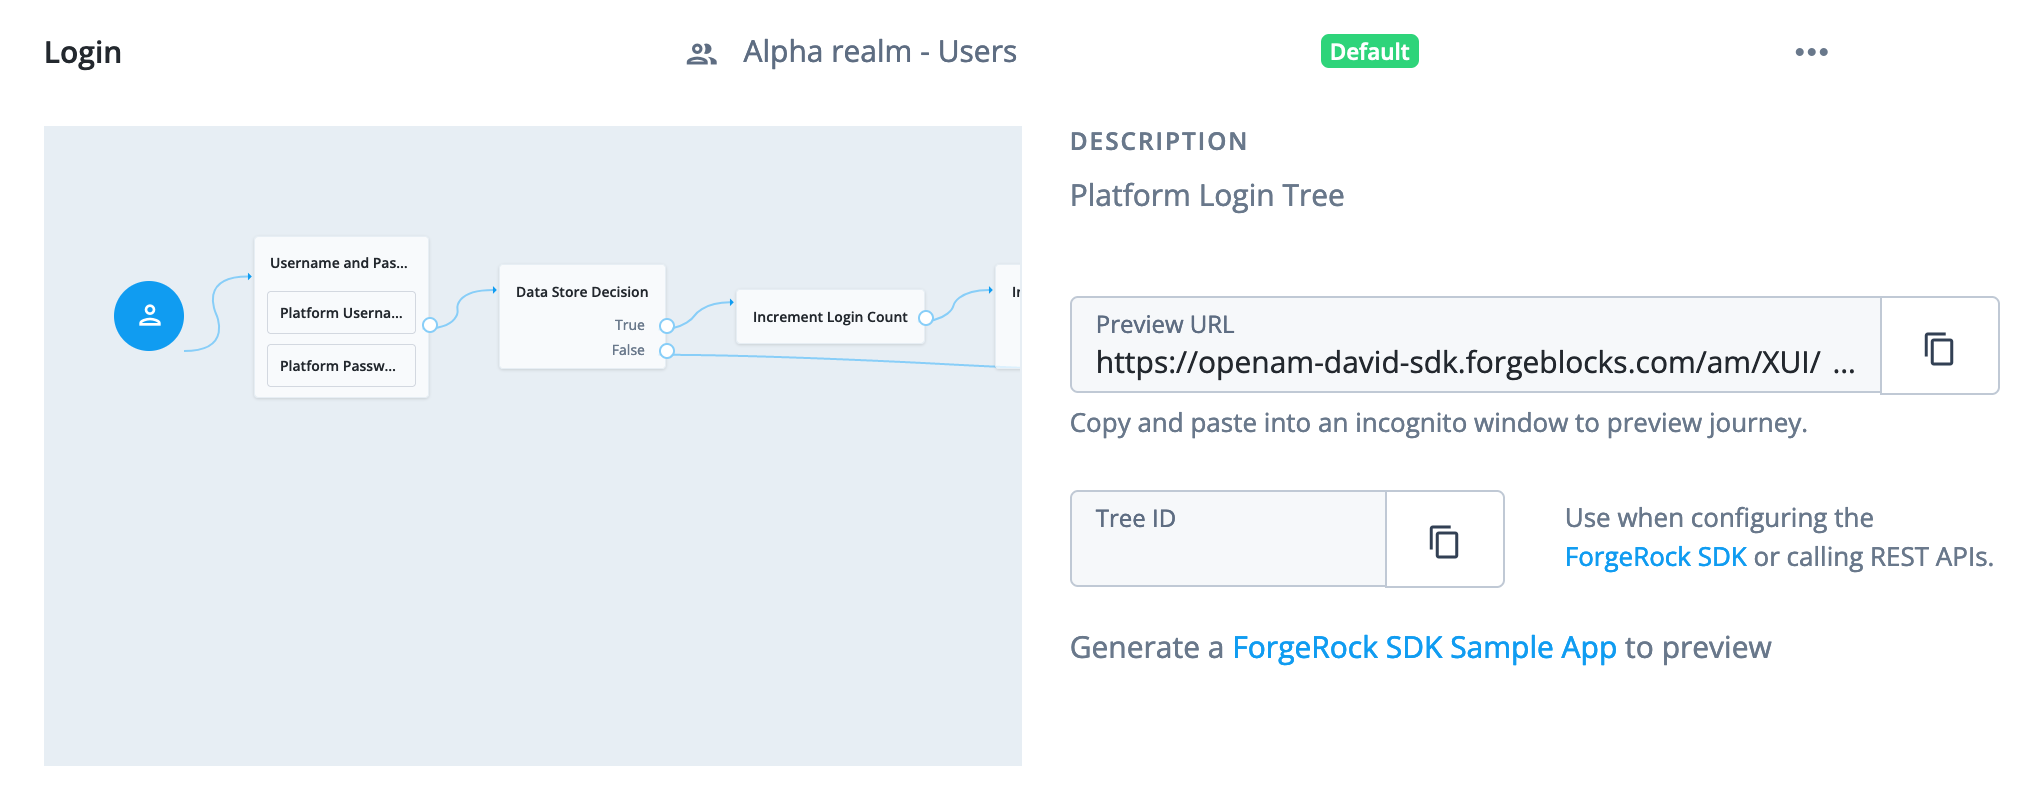 Login
Alpha realm - Users
Default
Username and Pas...
Platform Userna...
Platform Passw...
Data Store Decision
True
False
Increment Login Count
DESCRIPTION
Platform Login Tree
Preview URL
https://openam-david-sdk.forgeblocks.com/am/XUI/ ...
Copy and paste into an incognito window to preview journey.
Tree ID
Use when configuring the
ForgeRock SDK or calling REST APIs.
Generate a ForgeRock SDK Sample App to preview